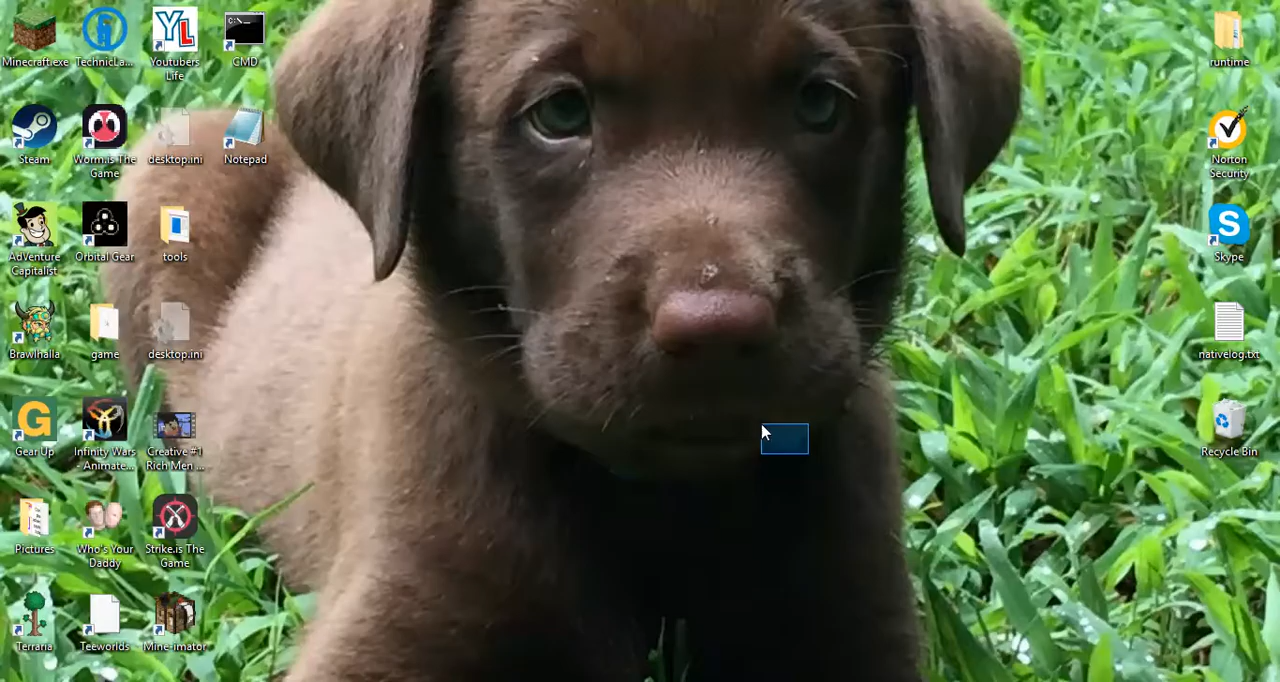 Minecraft.exe
TechnicLa...
Youtubers
Life
CMD
C:\_
YL
Steam
Worm.is The
Game
desktop.ini
Notepad
AdVenture
Capitalist
Orbital Gear
tools
Brawlhalla
game
desktop.ini
G
Gear Up
Infinity Wars
- Animate...
Creative #1
Rich Men ...
Pictures
Who's Your
Daddy
Strike.is The
Game
Terraria
Teeworlds
Mine-imator
runtime
Norton
Security
S
Skype
nativelog.txt
Recycle Bin